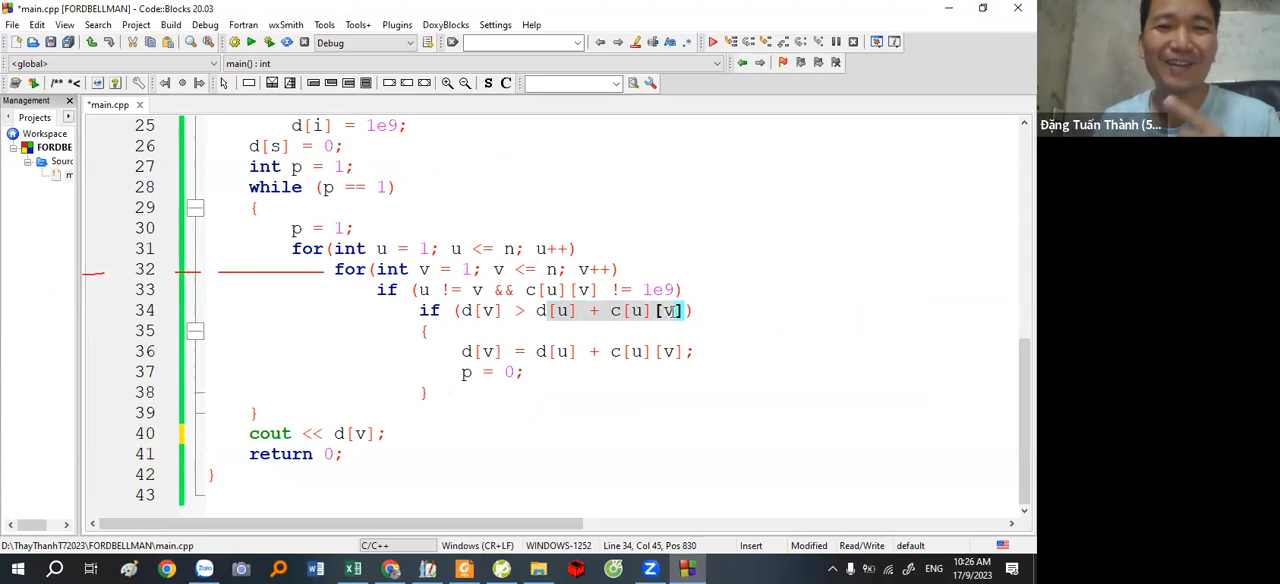 *main.cpp [FORDBELLMAN] - Code::Blocks 20.03
File Edit View Search Project Build Debug Fortran wxSmith Tools Tools+ Plugins DoxyBlocks Settings Help
Debug
<global> main() : int
Management
Projects
Workspace
FORDBE
Sourc
m
*main.cpp
25 d[i] = 1e9;
26 d[s] = 0;
27 int p = 1;
28 while (p == 1)
29 {
30 p = 1;
31 for(int u = 1; u <= n; u++)
32 for(int v = 1; v <= n; v++)
33 if (u != v && c[u][v] != 1e9)
34 if (d[v] > d[u] + c[u][v])
35 {
36 d[v] = d[u] + c[u][v];
37 p = 0;
38 }
39 }
40 cout << d[v];
41 return 0;
42 }
43
Đặng Tuấn Thành (5...
D:\ThayThanhT72023\FORDBELLMAN\main.cpp C/C++ Windows (CR+LF) WINDOWS-1252 Line 34, Col 45, Pos 830 Insert Modified Read/Write default
ENG
10:26 AM
17/9/2023